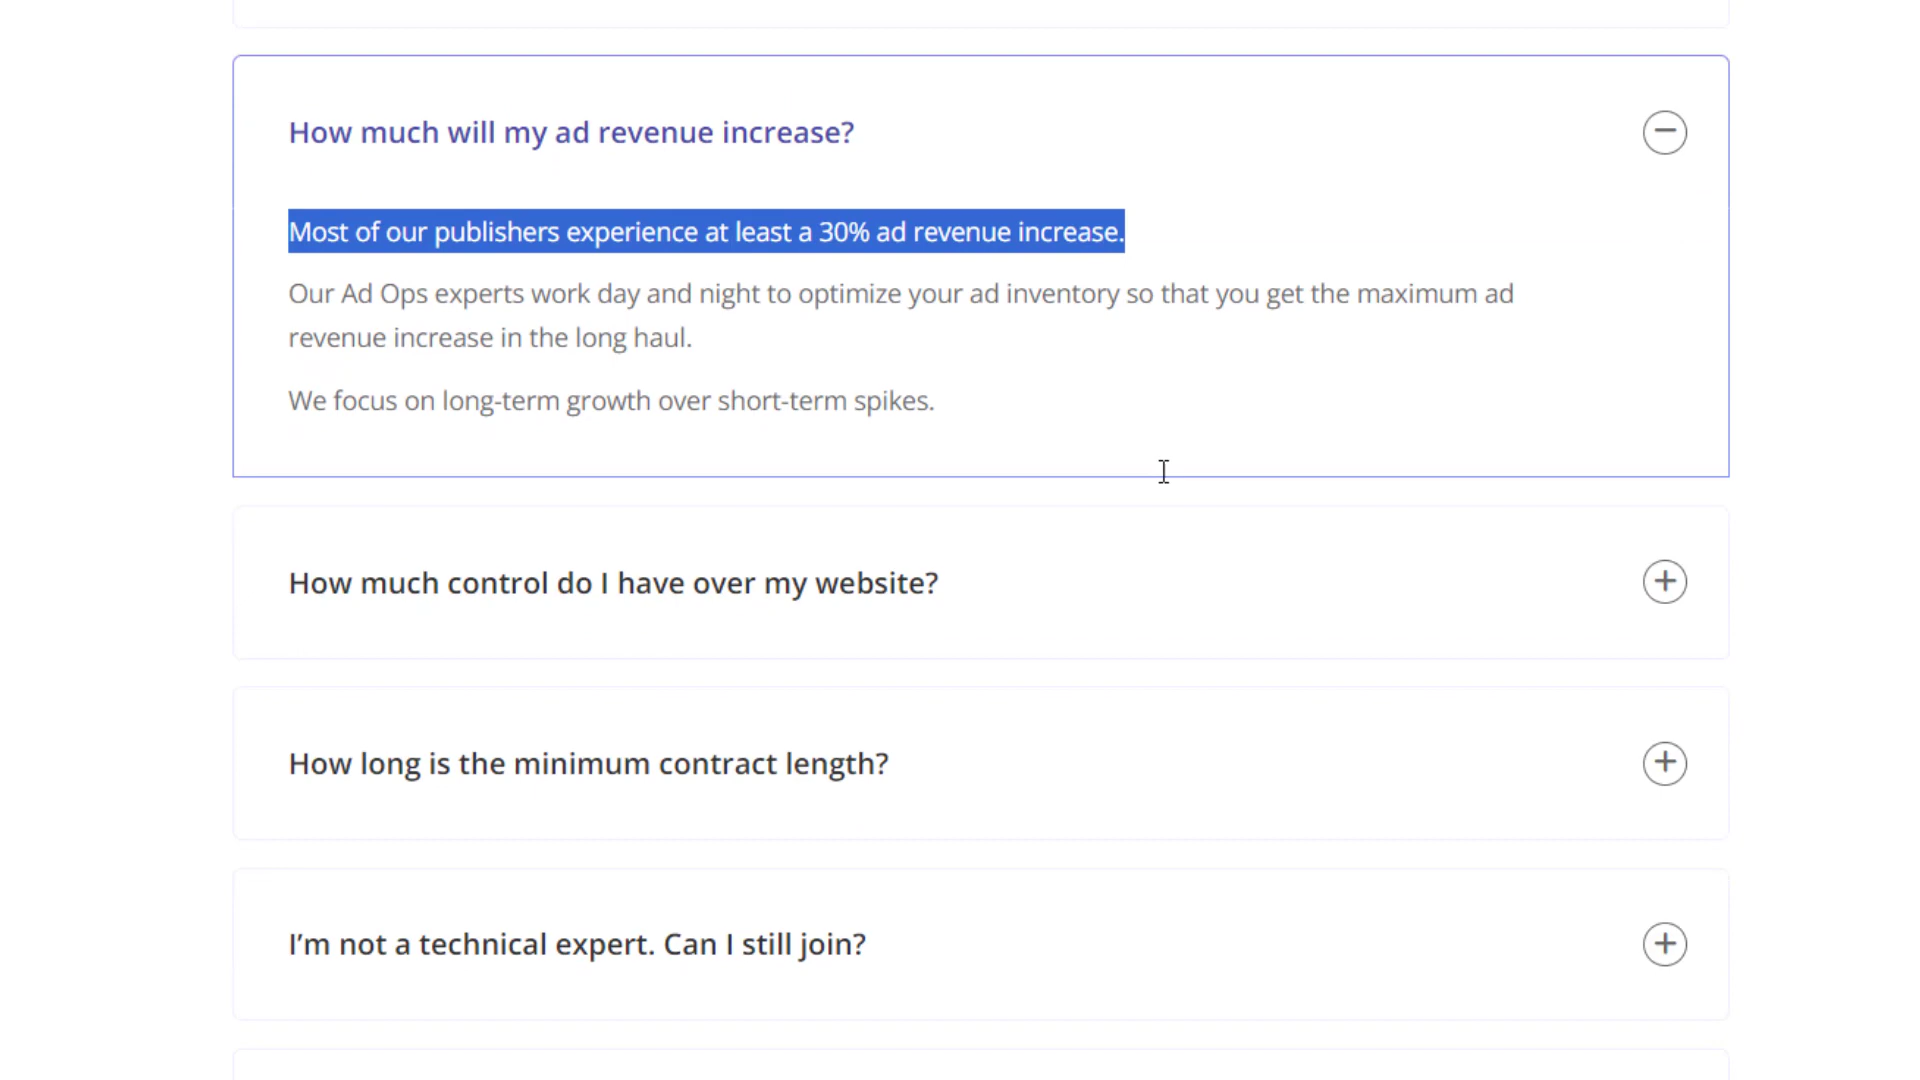 How much will my ad revenue increase?
Most of our publishers experience at least a 30% ad revenue increase.
Our Ad Ops experts work day and night to optimize your ad inventory so that you get the maximum ad
revenue increase in the long haul.
We focus on long-term growth over short-term spikes.
How much control do I have over my website?
How long is the minimum contract length?
I’m not a technical expert. Can I still join?